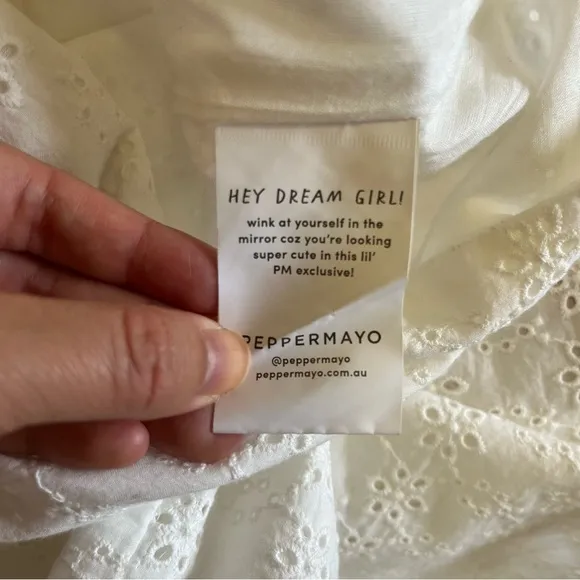 HEY DREAM GIRL!
wink at yourself in the
mirror coz you're looking
super cute in this lil'
PM exclusive!
PEPPERMAYO
@peppermayo
peppermayo.com.au